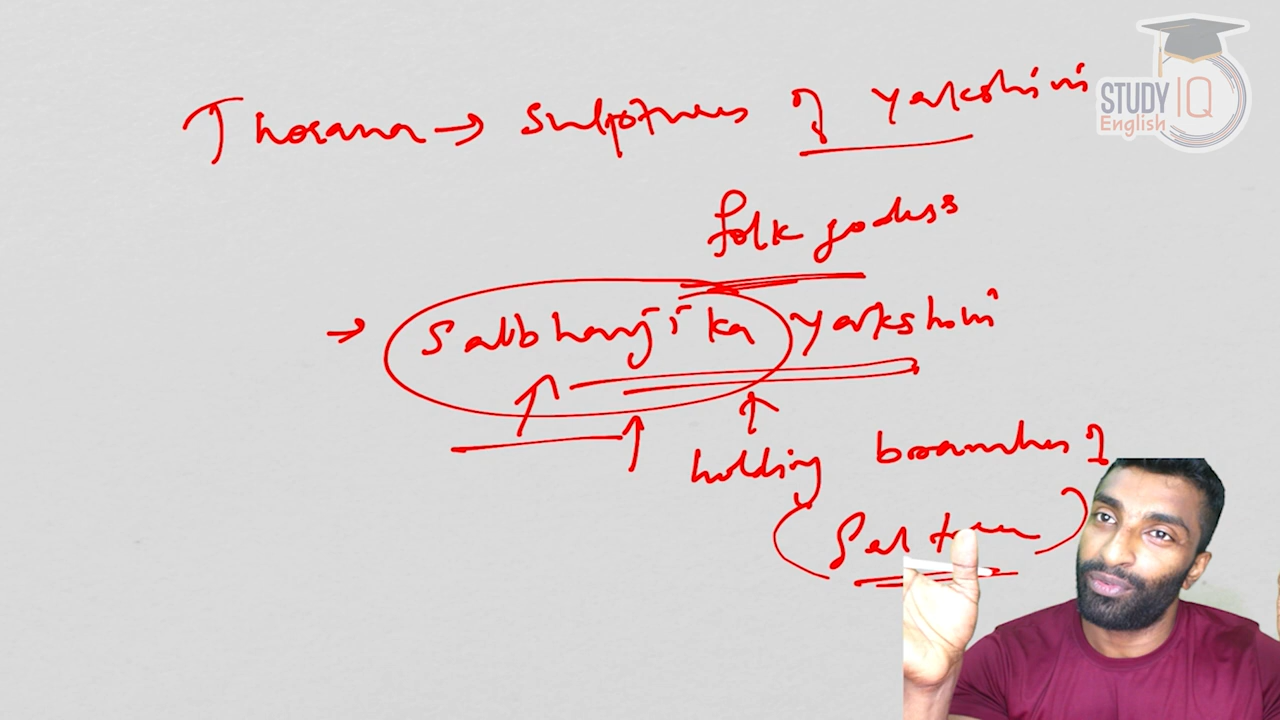 Thorana → Sculptures of Yakshini
STUDY IQ
English
folk godess
→ Salbhanjika Yakshini
holding branches of
(Sal tree)